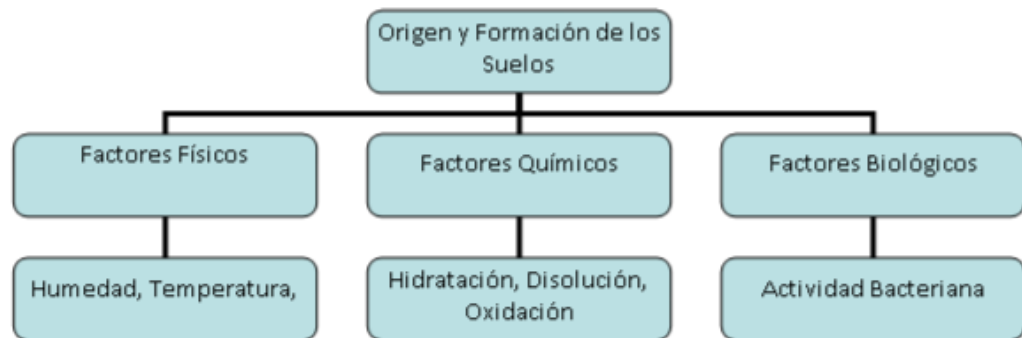 Origen y Formación de los
Suelos
Factores Físicos
Factores Químicos
Factores Biológicos
Humedad, Temperatura,
Hidratación, Disolución,
Oxidación
Actividad Bacteriana